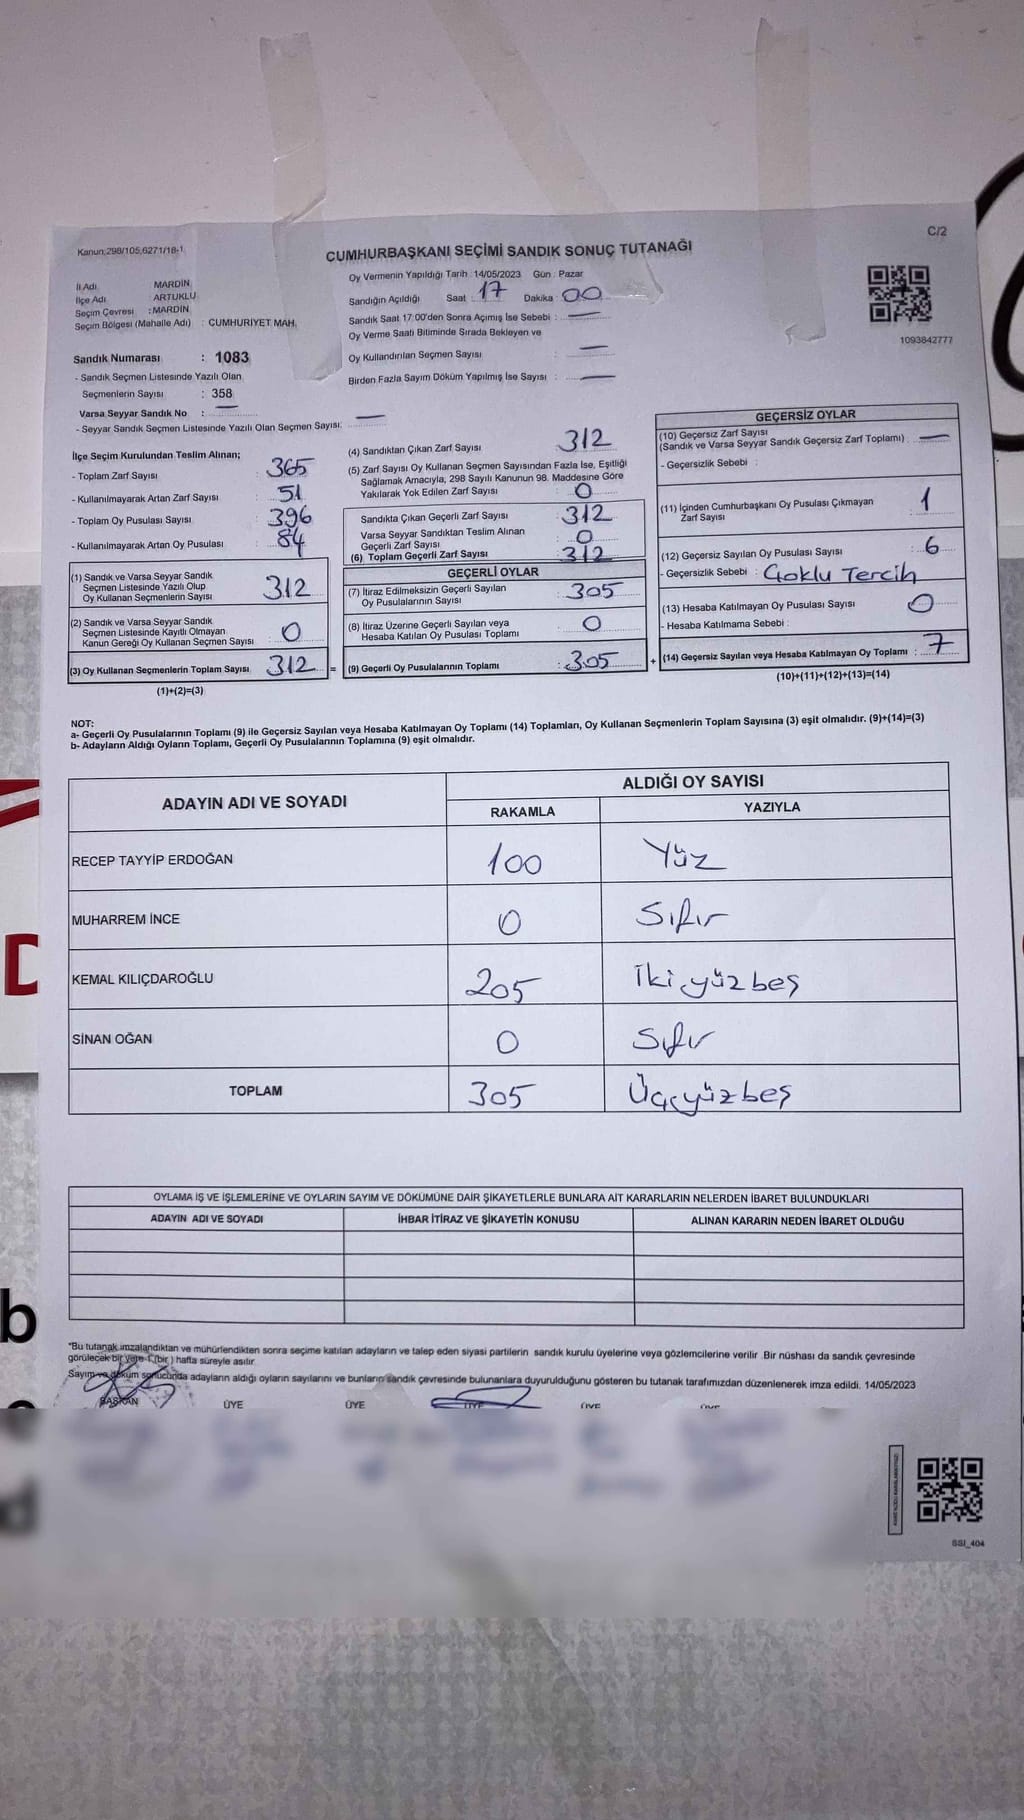 C/2
Kanun:298/105,6271/18-1
CUMHURBAŞKANI SEÇİMİ SANDIK SONUÇ TUTANAĞI
İl Adı MARDİN
İlçe Adı ARTUKLU
Seçim Çevresi : MARDİN
Seçim Bölgesi (Mahalle Adı) : CUMHURİYET MAH.
Oy Vermenin Yapıldığı Tarih : 14/05/2023 Gün : Pazar
Sandığın Açıldığı Saat : 17 Dakika : 00
Sandık Saat 17:00'den Sonra Açımış İse Sebebi : —
Oy Verme Saati Bitiminde Sırada Bekleyen ve
Oy Kullandırılan Seçmen Sayısı : —
Birden Fazla Sayım Döküm Yapılmış İse Sayısı : —
1093842777
Sandık Numarası : 1083
- Sandık Seçmen Listesinde Yazılı Olan
Seçmenlerin Sayısı : 358
Varsa Seyyar Sandık No : —
- Seyyar Sandık Seçmen Listesinde Yazılı Olan Seçmen Sayısı: —
İlçe Seçim Kurulundan Teslim Alınan;
- Toplam Zarf Sayısı : 365
- Kullanılmayarak Artan Zarf Sayısı : 51
- Toplam Oy Pusulası Sayısı : 396
- Kullanılmayarak Artan Oy Pusulası : 84
(1) Sandık ve Varsa Seyyar Sandık
Seçmen Listesinde Yazılı Olup
Oy Kullanan Seçmenlerin Sayısı : 312
(2) Sandık ve Varsa Seyyar Sandık
Seçmen Listesinde Kayıtlı Olmayan
Kanun Gereği Oy Kullanan Seçmen Sayısı : 0
(3) Oy Kullanan Seçmenlerin Toplam Sayısı : 312 =
(1)+(2)=(3)
(4) Sandıktan Çıkan Zarf Sayısı : 312
(5) Zarf Sayısı Oy Kullanan Seçmen Sayısından Fazla İse, Eşitliği
Sağlamak Amacıyla, 298 Sayılı Kanunun 98. Maddesine Göre
Yakılarak Yok Edilen Zarf Sayısı : 0
Sandıkta Çıkan Geçerli Zarf Sayısı : 312
Varsa Seyyar Sandıktan Teslim Alınan
Geçerli Zarf Sayısı : 0
(6) Toplam Geçerli Zarf Sayısı : 312
GEÇERLİ OYLAR
(7) İtiraz Edilmeksizin Geçerli Sayılan
Oy Pusulalarının Sayısı : 305
(8) İtiraz Üzerine Geçerli Sayılan veya
Hesaba Katılan Oy Pusulası Toplamı : 0
(9) Geçerli Oy Pusulalarının Toplamı : 305 +
GEÇERSİZ OYLAR
(10) Geçersiz Zarf Sayısı
(Sandık ve Varsa Seyyar Sandık Geçersiz Zarf Toplamı) : —
- Geçersizlik Sebebi :
(11) İçinden Cumhurbaşkanı Oy Pusulası Çıkmayan
Zarf Sayısı : 1
(12) Geçersiz Sayılan Oy Pusulası Sayısı : 6
- Geçersizlik Sebebi : Çoklu Tercih
(13) Hesaba Katılmayan Oy Pusulası Sayısı : 0
- Hesaba Katılmama Sebebi :
(14) Geçersiz Sayılan veya Hesaba Katılmayan Oy Toplamı : 7
(10)+(11)+(12)+(13)=(14)
NOT:
a- Geçerli Oy Pusulalarının Toplamı (9) ile Geçersiz Sayılan veya Hesaba Katılmayan Oy Toplamı (14) Toplamları, Oy Kullanan Seçmenlerin Toplam Sayısına (3) eşit olmalıdır. (9)+(14)=(3)
b- Adayların Aldığı Oyların Toplamı, Geçerli Oy Pusulalarının Toplamına (9) eşit olmalıdır.
ADAYIN ADI VE SOYADI ALDIĞI OY SAYISI
RAKAMLA YAZIYLA
RECEP TAYYİP ERDOĞAN 100 Yüz
MUHARREM İNCE 0 Sıfır
KEMAL KILIÇDAROĞLU 205 İkiyüzbeş
SİNAN OĞAN 0 Sıfır
TOPLAM 305 Üçyüzbeş
OYLAMA İŞ VE İŞLEMLERİNE VE OYLARIN SAYIM VE DÖKÜMÜNE DAİR ŞİKAYETLERLE BUNLARA AİT KARARLARIN NELERDEN İBARET BULUNDUKLARI
ADAYIN ADI VE SOYADI İHBAR İTİRAZ VE ŞİKAYETİN KONUSU ALINAN KARARIN NEDEN İBARET OLDUĞU
*Bu tutanak imzalandıktan ve mühürlendikten sonra seçime katılan adayların ve talep eden siyasi partilerin sandık kurulu üyelerine veya gözlemcilerine verilir .Bir nüshası da sandık çevresinde
görülecek bir yere 1 (bir ) hafta süreyle asılır.
Sayım ve döküm sonucunda adayların aldığı oyların sayılarını ve bunların sandık çevresinde bulunanlara duyurulduğunu gösteren bu tutanak tarafımızdan düzenlenerek imza edildi. 14/05/2023
BAŞKAN ÜYE ÜYE ÜYE ÜYE ÜYE
SSI_404